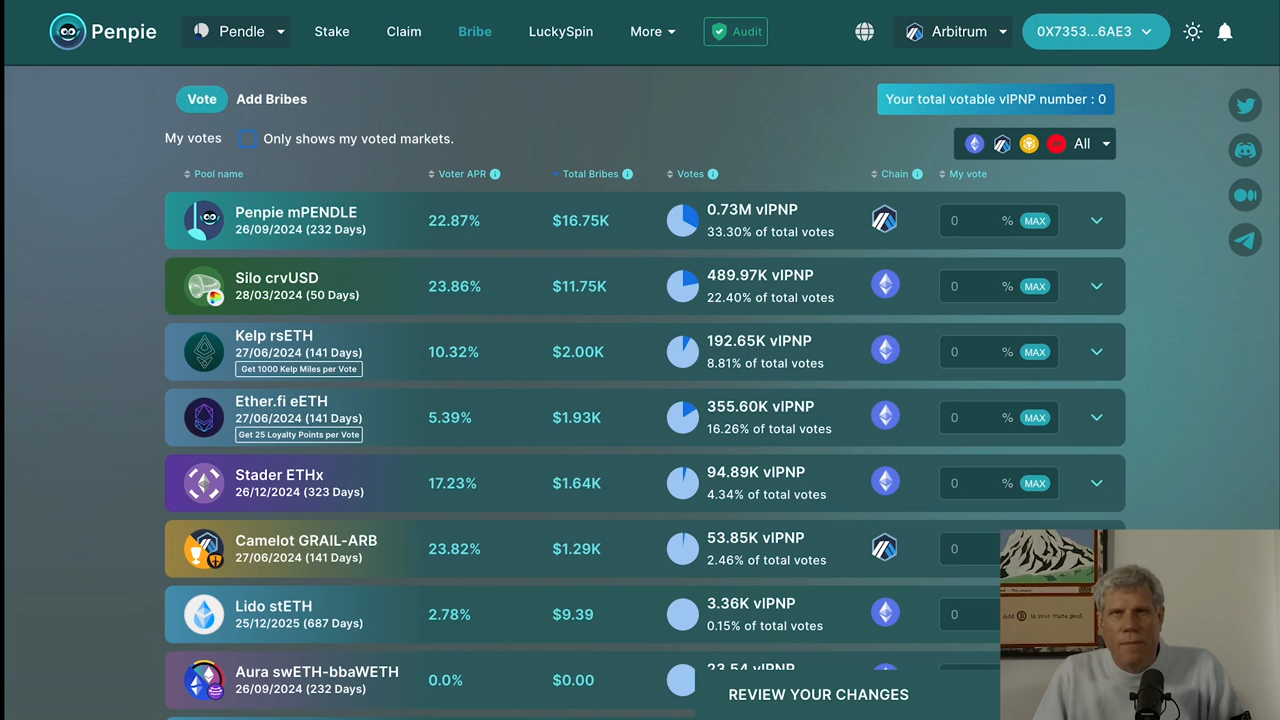 Penpie Pendle Stake Claim Bribe LuckySpin More Audit Arbitrum 0X7353...6AE3
Vote Add Bribes Your total votable vlPNP number : 0
My votes Only shows my voted markets. All
Pool name Voter APR Total Bribes Votes Chain My vote
Penpie mPENDLE
26/09/2024 (232 Days)
22.87% $16.75K
0.73M vlPNP
33.30% of total votes
0 % MAX
Silo crvUSD
28/03/2024 (50 Days)
23.86% $11.75K
489.97K vlPNP
22.40% of total votes
0 % MAX
Kelp rsETH
27/06/2024 (141 Days)
Get 1000 Kelp Miles per Vote
10.32% $2.00K
192.65K vlPNP
8.81% of total votes
0 % MAX
Ether.fi eETH
27/06/2024 (141 Days)
Get 25 Loyalty Points per Vote
5.39% $1.93K
355.60K vlPNP
16.26% of total votes
0 % MAX
Stader ETHx
26/12/2024 (323 Days)
17.23% $1.64K
94.89K vlPNP
4.34% of total votes
0 % MAX
Camelot GRAIL-ARB
27/06/2024 (141 Days)
23.82% $1.29K
53.85K vlPNP
2.46% of total votes
0
Lido stETH
25/12/2025 (687 Days)
2.78% $9.39
3.36K vlPNP
0.15% of total votes
0
Aura swETH-bbaWETH
26/09/2024 (232 Days)
0.0% $0.00
23.54 vlPNP
REVIEW YOUR CHANGES
Add 3 to your mana pool.